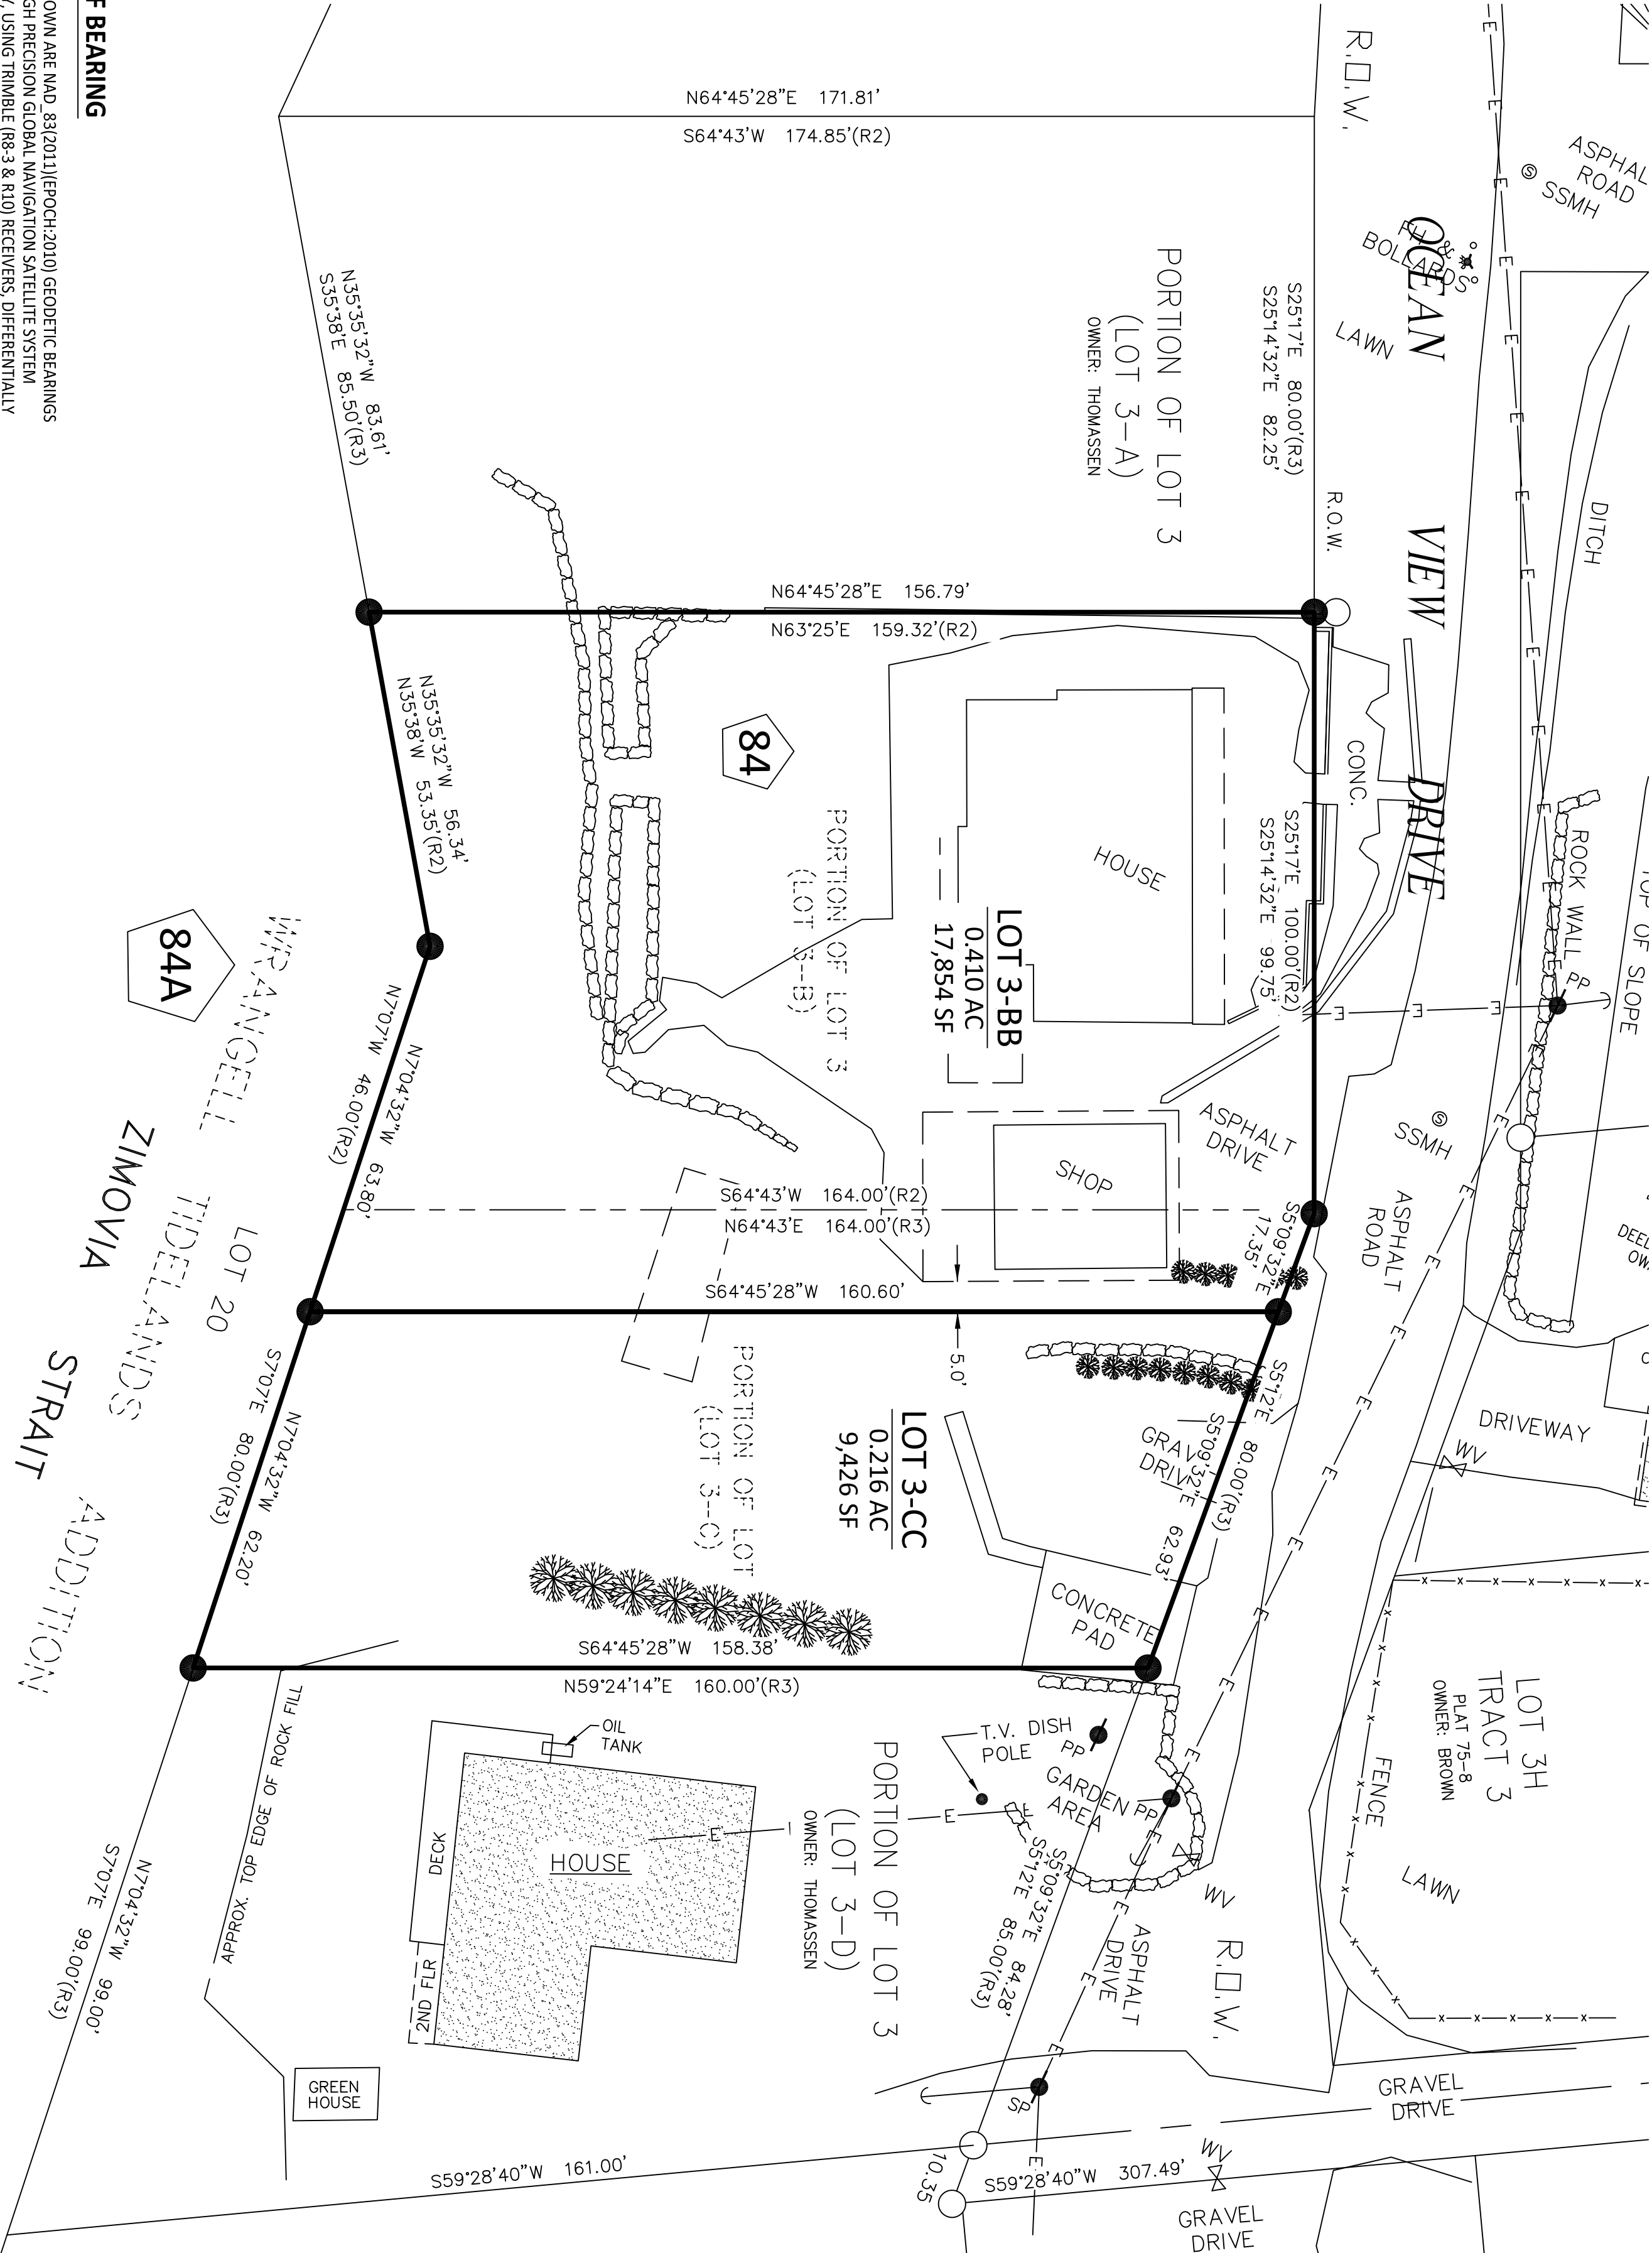 F BEARING
OWN ARE NAD_83(2011)(EPOCH:2010) GEODETIC BEARINGS
GH PRECISION GLOBAL NAVIGATION SATELLITE SYSTEM
Y, USING TRIMBLE (R8-3 & R10) RECEIVERS, DIFFERENTIALLY
N64°45'28"E 171.81'
S64°43'W 174.85'(R2)
R.O.W.
ASPHAL
ROAD
SSMH
S
FH &
BOLLARDS
OCEAN VIEW DRIVE
LAWN
DITCH
S25°17'E 80.00'(R3)
S25°14'32"E 82.25'
R.O.W.
PORTION OF LOT 3
(LOT 3-A)
OWNER: THOMASSEN
N35°35'32"W 83.61'
S35°38'E 85.50'(R3)
N64°45'28"E 156.79'
N63°25'E 159.32'(R2)
CONC.
S25°17'E 100.00'(R2)
S25°14'32"E 99.75'
ROCK WALL
PP
TOP OF SLOPE
HOUSE
84
N35°35'32"W 56.34'
N35°38'W 53.35'(R2)
PORTION OF LOT 3
(LOT 3-B)
LOT 3-BB
0.410 AC
17,854 SF
84A
WRANGELL TIDELANDS ADDITION
LOT 20
ZIMOVIA STRAIT
N7°04'32"W 63.80'
N7°07'W 46.00'(R2)
ASPHALT
DRIVE
SHOP
S
SSMH
ASPHALT
ROAD
S64°43'W 164.00'(R2)
N64°43'E 164.00'(R3)
S5°09'32"E
17.35'
S64°45'28"W 160.60'
5.0'
S5°12'E 80.00'(R3)
S5°09'32"E 62.93'
GRAVEL
DRIVE
DRIVEWAY
WV
PORTION OF LOT
(LOT 3-C)
LOT 3-CC
0.216 AC
9,426 SF
N7°04'32"W 62.20'
S7°07'E 80.00'(R3)
CONCRETE
PAD
S64°45'28"W 158.38'
N59°24'14"E 160.00'(R3)
LOT 3H
TRACT 3
PLAT 75-8
OWNER: BROWN
FENCE
LAWN
OIL
TANK
T.V. DISH
POLE
PP
GARDEN
AREA
PP
WV
APPROX. TOP EDGE OF ROCK FILL
DECK
HOUSE
2ND FLR
PORTION OF LOT 3
(LOT 3-D)
OWNER: THOMASSEN
S5°09'32"E 84.28'
S5°12'E 85.00'(R3)
ASPHALT
DRIVE
R.O.W.
N7°04'32"W 99.00'
S7°07'E 99.00'(R3)
GREEN
HOUSE
SP
GRAVEL
DRIVE
S59°28'40"W 161.00'
10.35
S59°28'40"W 307.49'
WV
GRAVEL
DRIVE